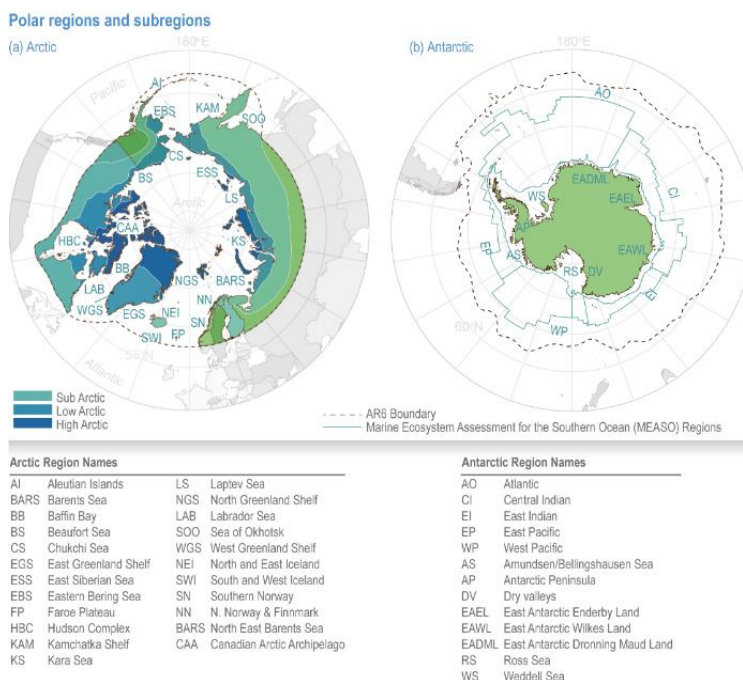 Polar regions and subregions
(a) Arctic
180°E
Pacific
AI
EBS
KAM
SOO
CS
BS
ESS
LS
Arctic
HBC
CAA
KS
BB
LAB
NGS
BARS
WGS
EGS
NEI
NN
SN
SWI
FP
Atlantic
Sub Arctic
Low Arctic
High Arctic
(b) Antarctic
180°E
AO
WS
EADML
EAEL
CI
AP
EP
AS
EAWL
RS
DV
EI
WP
60°N
AR6 Boundary
Marine Ecosystem Assessment for the Southern Ocean (MEASO) Regions
Arctic Region Names
AI Aleutian Islands
BARS Barents Sea
BB Baffin Bay
BS Beaufort Sea
CS Chukchi Sea
EGS East Greenland Shelf
ESS East Siberian Sea
EBS Eastern Bering Sea
FP Faroe Plateau
HBC Hudson Complex
KAM Kamchatka Shelf
KS Kara Sea
LS Laptev Sea
NGS North Greenland Shelf
LAB Labrador Sea
SOO Sea of Okhotsk
WGS West Greenland Shelf
NEI North and East Iceland
SWI South and West Iceland
SN Southern Norway
NN N. Norway & Finnmark
BARS North East Barents Sea
CAA Canadian Arctic Archipelago
Antarctic Region Names
AO Atlantic
CI Central Indian
EI East Indian
EP East Pacific
WP West Pacific
AS Amundsen/Bellingshausen Sea
AP Antarctic Peninsula
DV Dry valleys
EAEL East Antarctic Enderby Land
EAWL East Antarctic Wilkes Land
EADML East Antarctic Dronning Maud Land
RS Ross Sea
WS Weddell Sea